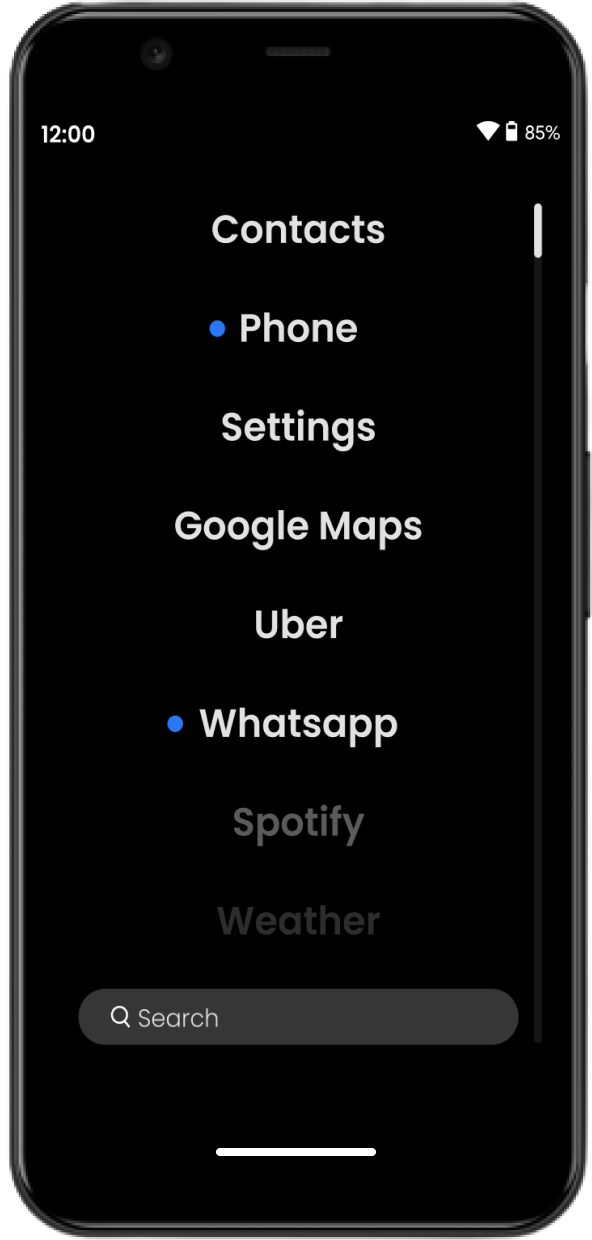 12:00
85%
Contacts
Phone
Settings
Google Maps
Uber
Whatsapp
Spotify
Weather
Search